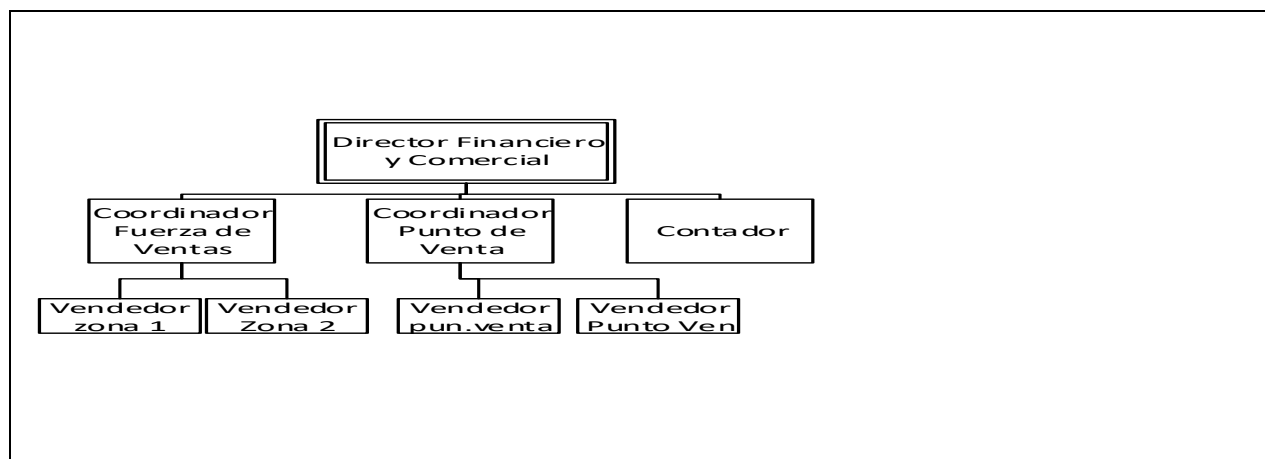 Director Financiero
y Comercial
Coordinador
Fuerza de
Ventas
Coordinador
Punto de
Venta
Contador
Vendedor
zona 1
Vendedor
Zona 2
Vendedor
pun.venta
Vendedor
Punto Ven